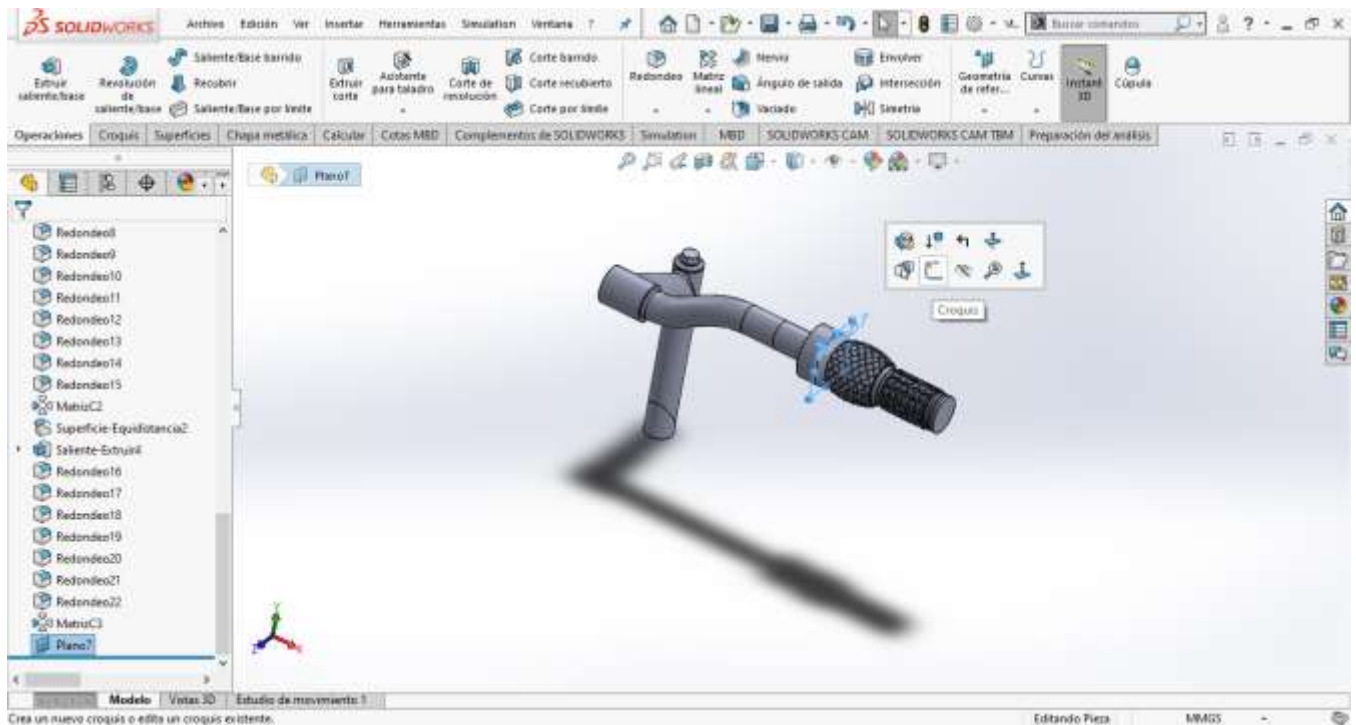 SOLIDWORKS Archivo Edición Ver Insertar Herramientas Simulation Ventana ? Buscar comandos ?
Extruir saliente/base
Revolución de saliente/base
Saliente/Base barrido
Recubrir
Saliente/Base por límite
Extruir corte
Asistente para taladro
Corte de revolución
Corte barrido
Corte recubierto
Corte por límite
Redondeo
Matriz lineal
Nervio
Ángulo de salida
Vaciado
Envolver
Intersección
Simetría
Geometría de refer...
Curvas
Instant 3D
Cúpula
Operaciones Croquis Superficies Chapa metálica Calcular Cotas MBD Complementos de SOLIDWORKS Simulation MBD SOLIDWORKS CAM SOLIDWORKS CAM TBM Preparación del análisis
Plano7
Redondeo8
Redondeo9
Redondeo10
Redondeo11
Redondeo12
Redondeo13
Redondeo14
Redondeo15
MatrizC2
Superficie-Equidistancia2
Saliente-Extruir4
Redondeo16
Redondeo17
Redondeo18
Redondeo19
Redondeo20
Redondeo21
Redondeo22
MatrizC3
Plano7
Croquis
Y
X
Z
Modelo Vistas 3D Estudio de movimiento 1
Crea un nuevo croquis o edita un croquis existente. Editando Pieza MMGS